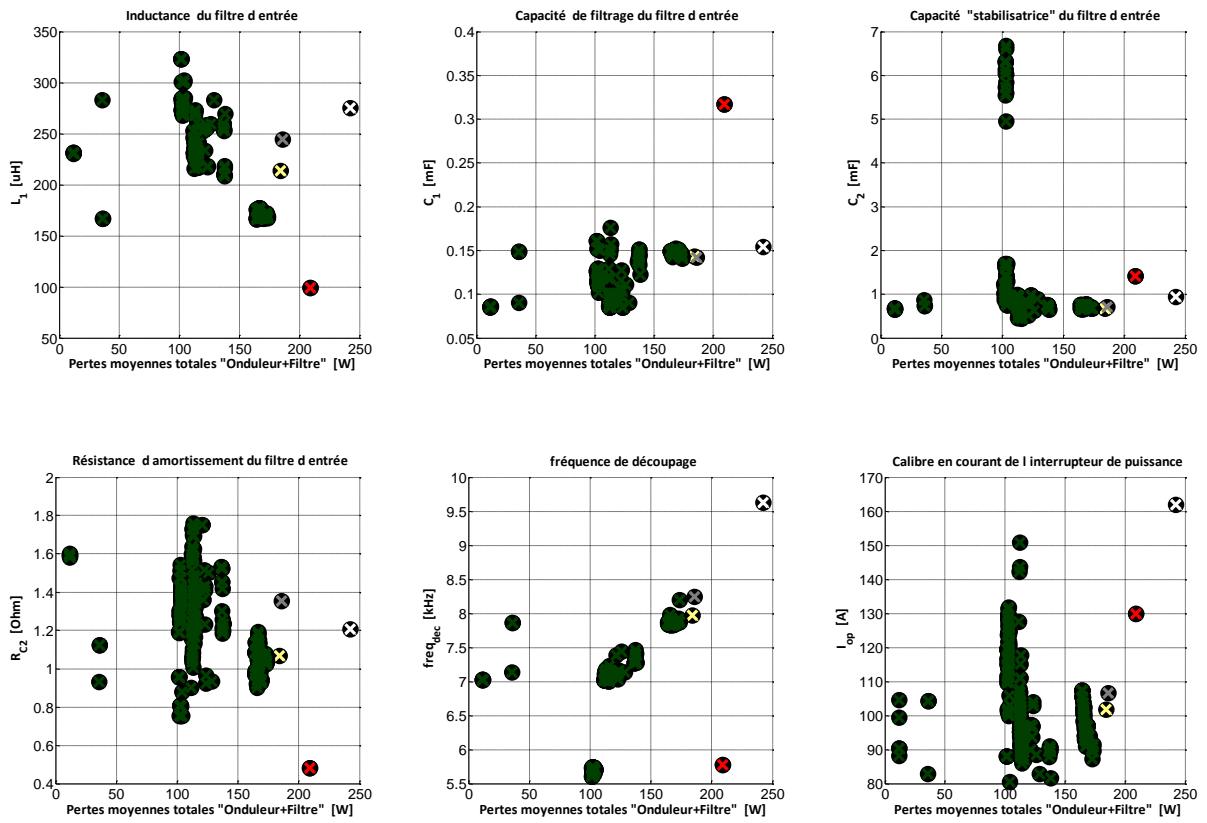 Inductance du filtre d entrée
350
300
250
200
150
100
50
L1 [uH]
0 50 100 150 200 250
Pertes moyennes totales "Onduleur+Filtre" [W]
Capacité de filtrage du filtre d entrée
0.4
0.35
0.3
0.25
0.2
0.15
0.1
0.05
C1 [mF]
0 50 100 150 200 250
Pertes moyennes totales "Onduleur+Filtre" [W]
Capacité "stabilisatrice" du filtre d entrée
7
6
5
4
3
2
1
0
C2 [mF]
0 50 100 150 200 250
Pertes moyennes totales "Onduleur+Filtre" [W]
Résistance d amortissement du filtre d entrée
2
1.8
1.6
1.4
1.2
1
0.8
0.6
0.4
RC2 [Ohm]
0 50 100 150 200 250
Pertes moyennes totales "Onduleur+Filtre" [W]
fréquence de découpage
10
9.5
9
8.5
8
7.5
7
6.5
6
5.5
freqdec [kHz]
0 50 100 150 200 250
Pertes moyennes totales "Onduleur+Filtre" [W]
Calibre en courant de l interrupteur de puissance
170
160
150
140
130
120
110
100
90
80
Iop [A]
0 50 100 150 200 250
Pertes moyennes totales "Onduleur+Filtre" [W]